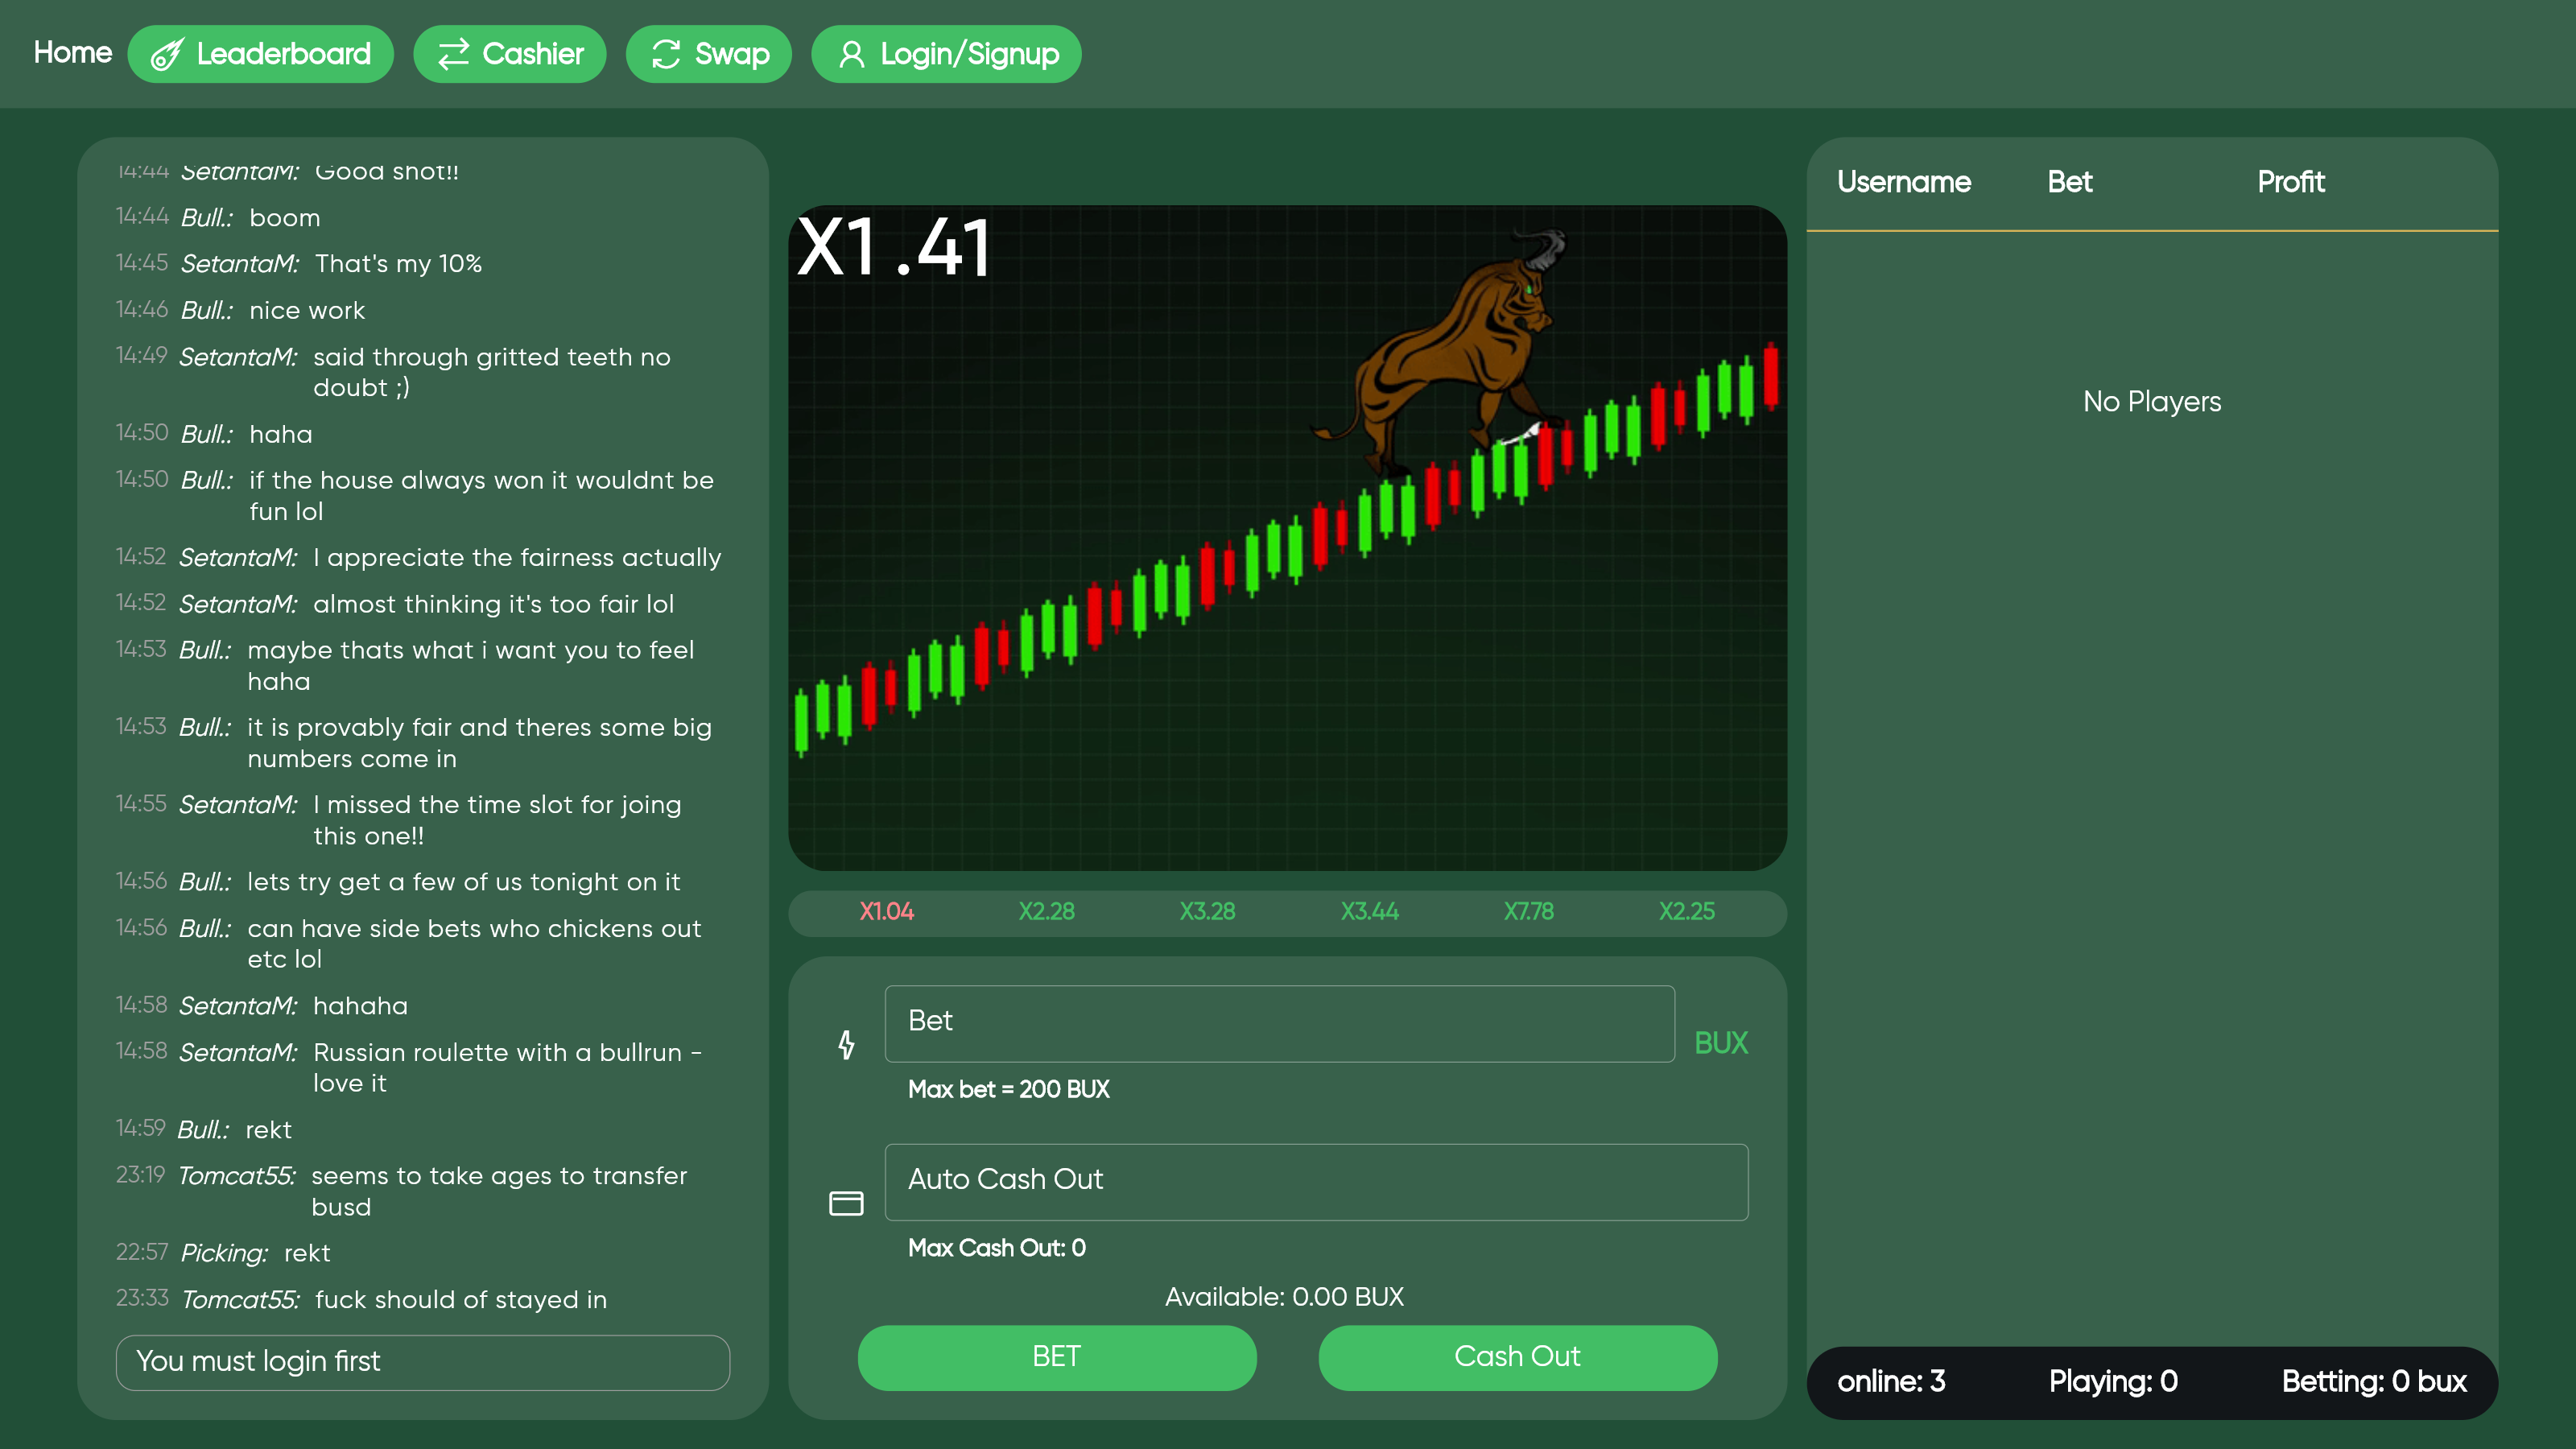 Home
Leaderboard
Cashier
Swap
Login/Signup
14:44 SetantaM: Good shot!!
14:44 Bull.: boom
14:45 SetantaM: That's my 10%
14:46 Bull.: nice work
14:49 SetantaM: said through gritted teeth no
doubt ;)
14:50 Bull.: haha
14:50 Bull.: if the house always won it wouldnt be
fun lol
14:52 SetantaM: I appreciate the fairness actually
14:52 SetantaM: almost thinking it's too fair lol
14:53 Bull.: maybe thats what i want you to feel
haha
14:53 Bull.: it is provably fair and theres some big
numbers come in
14:55 SetantaM: I missed the time slot for joing
this one!!
14:56 Bull.: lets try get a few of us tonight on it
14:56 Bull.: can have side bets who chickens out
etc lol
14:58 SetantaM: hahaha
14:58 SetantaM: Russian roulette with a bullrun -
love it
14:59 Bull.: rekt
23:19 Tomcat55: seems to take ages to transfer
busd
22:57 Picking: rekt
23:33 Tomcat55: fuck should of stayed in
You must login first
X1.41
X1.04 X2.28 X3.28 X3.44 X7.78 X2.25
Bet
BUX
Max bet = 200 BUX
Auto Cash Out
Max Cash Out: 0
Available: 0.00 BUX
BET
Cash Out
Username Bet Profit
No Players
online: 3 Playing: 0 Betting: 0 bux